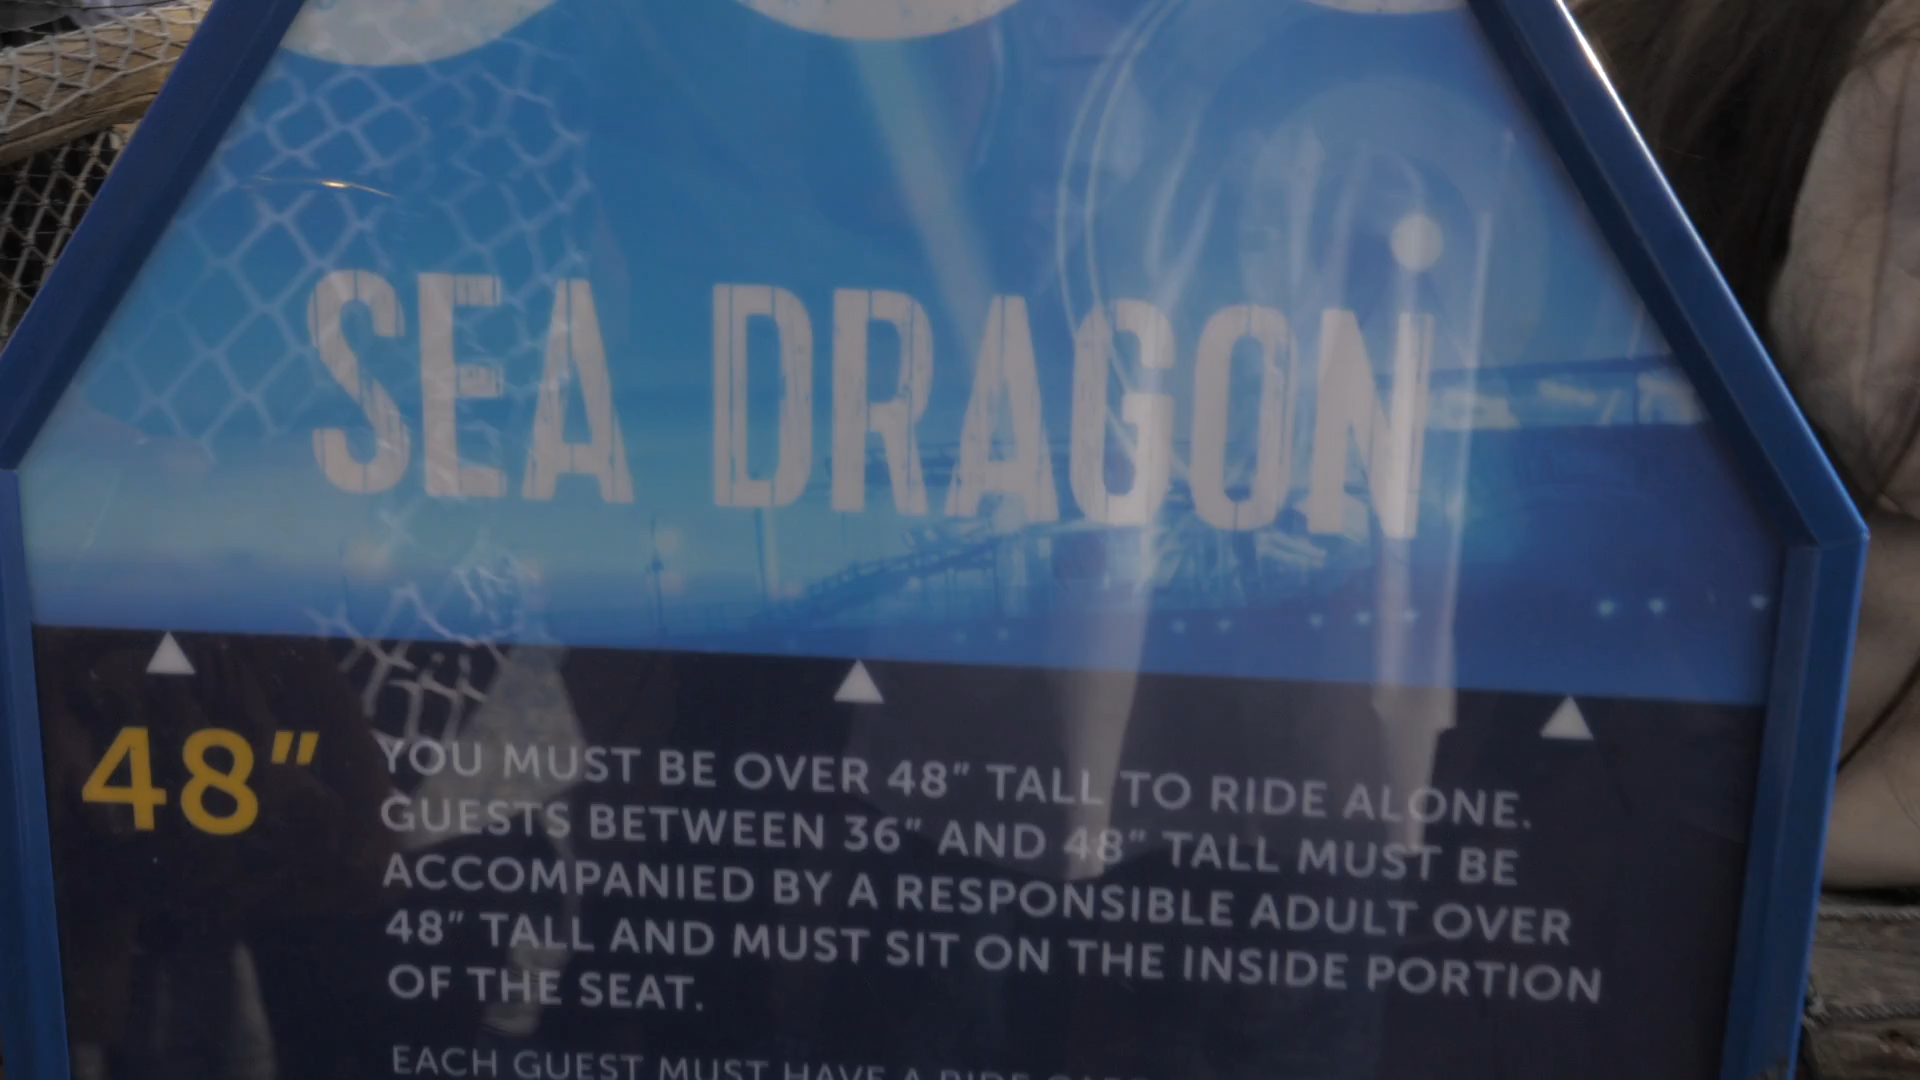 SEA DRAGON
48"
YOU MUST BE OVER 48" TALL TO RIDE ALONE.
GUESTS BETWEEN 36" AND 48" TALL MUST BE
ACCOMPANIED BY A RESPONSIBLE ADULT OVER
48" TALL AND MUST SIT ON THE INSIDE PORTION
OF THE SEAT.
EACH GUEST MUST HAVE A RIDE